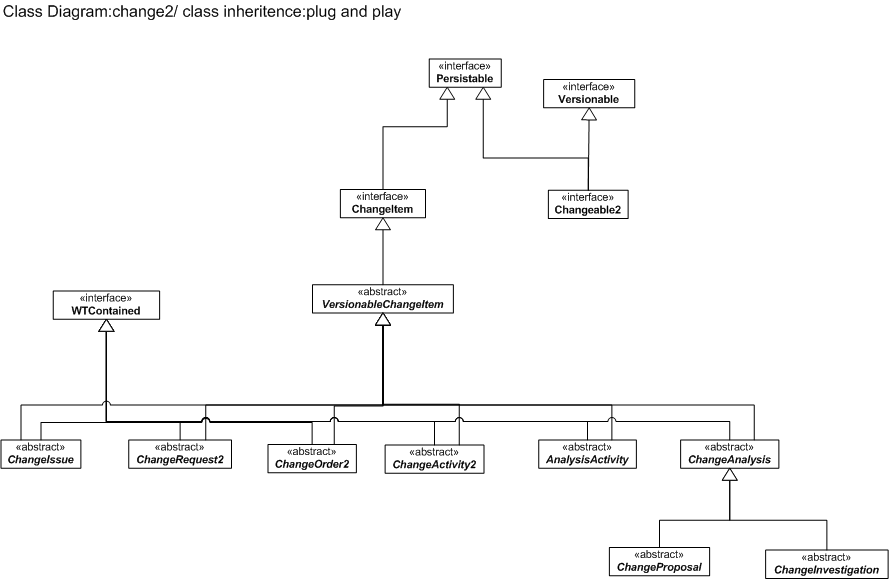 Class Diagram:change2/ class inheritence:plug and play
«interface»
Persistable
«interface»
Versionable
«interface»
ChangeItem
«interface»
Changeable2
«interface»
WTContained
«abstract»
VersionableChangeItem
«abstract»
ChangeIssue
«abstract»
ChangeRequest2
«abstract»
ChangeOrder2
«abstract»
ChangeActivity2
«abstract»
AnalysisActivity
«abstract»
ChangeAnalysis
«abstract»
ChangeProposal
«abstract»
ChangeInvestigation